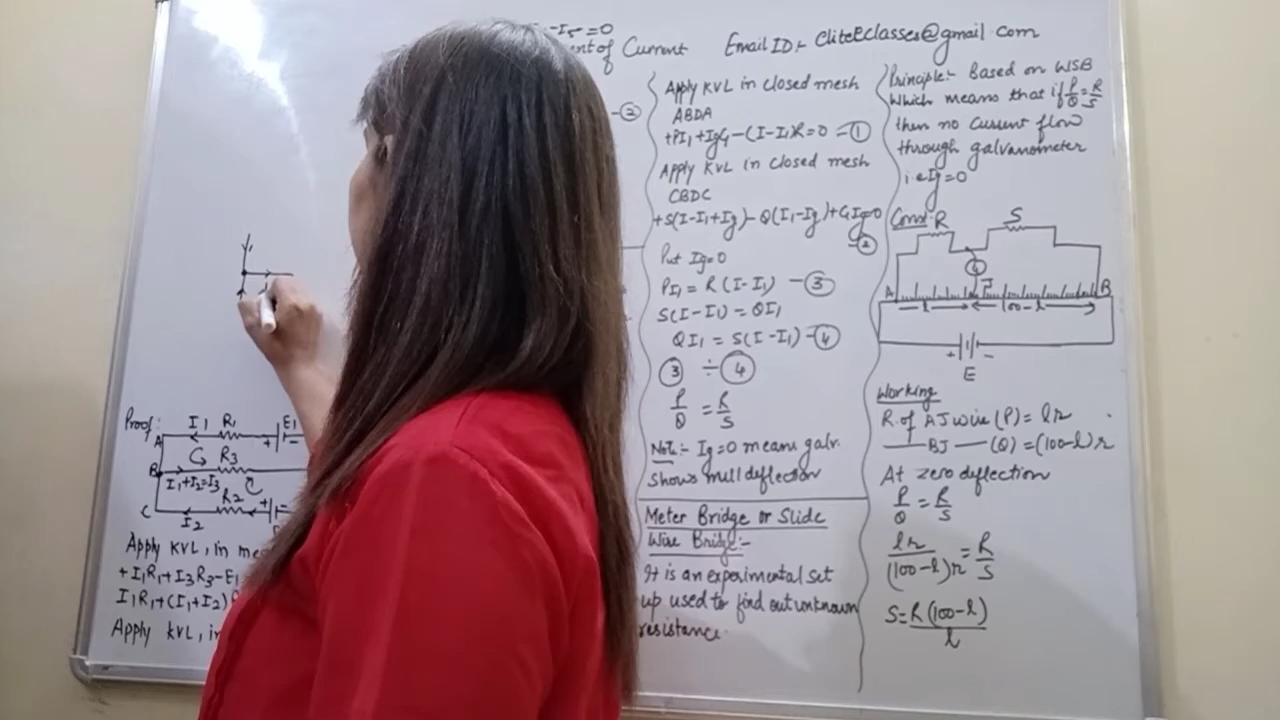 -I5=0
ent of Current
Email ID:- EliteEClasses@gmail.com
-②
Proof:
I1 R1 E1
A
R3
B
I1+I2=I3
R2
C
I2
Apply KVL, in me
+I1R1+I3R3-E1
I1R1+(I1+I2)
Apply KVL, in
Apply KVL in closed mesh
ABDA
+PI1+IgG-(I-I1)R=0 -①
Apply KVL in closed mesh
CBDC
+S(I-I1+Ig)-Q(I1-Ig)+GIg=0
-②
Put Ig=0
PI1=R(I-I1) -③
S(I-I1)=QI1
QI1=S(I-I1)-④
③ ÷ ④
P/Q = R/S
Note:- Ig=0 means galv.
shows null deflection
Meter Bridge or Slide
Wire Bridge:-
It is an experimental set
up used to find out unknown
resistance.
Principle:- Based on WSB
Which means that if P/Q=R/S
then no current flow
through galvanometer
i.e Ig=0
Const:-
R S
G
A J B
l 100-l
+ -
E
Working
R. of AJ wire (P) = lr
BJ (Q) = (100-l)r
At zero deflection
P/Q = R/S
lr/(100-l)r = R/S
S=R(100-l)/l